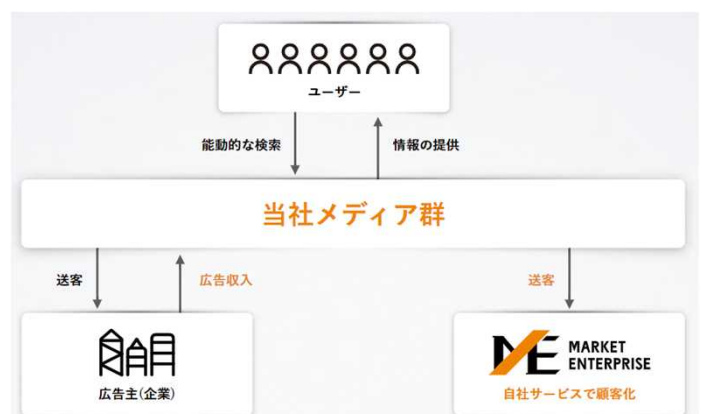 ユーザー
能動的な検索
情報の提供
当社メディア群
送客
広告収入
送客
広告主(企業)
ME MARKET
ENTERPRISE
自社サービスで顧客化